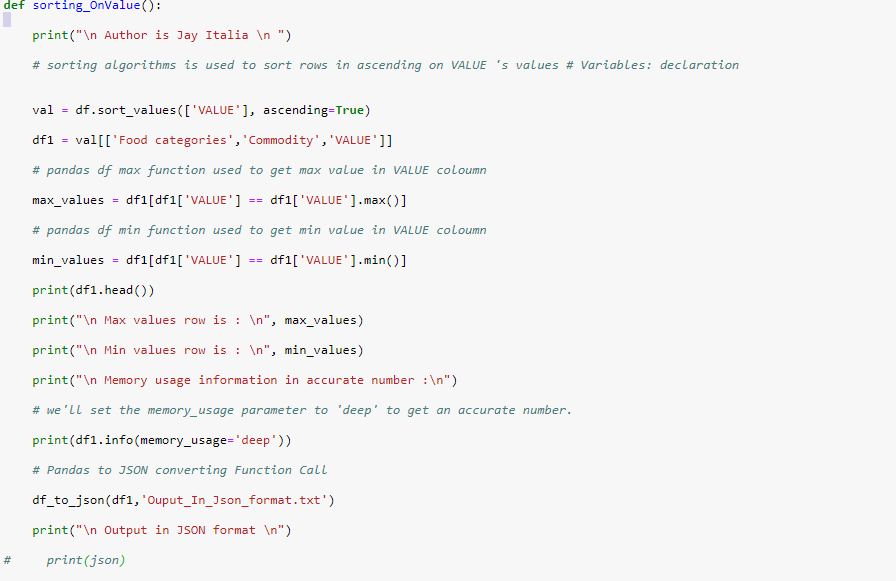 def sorting_OnValue():
print("\n Author is Jay Italia \n ")
# sorting algorithms is used to sort rows in ascending on VALUE 's values # Variables: declaration
val = df.sort_values(['VALUE'], ascending=True)
df1 = val[['Food categories','Commodity','VALUE']]
# pandas df max function used to get max value in VALUE coloumn
max_values = df1[df1['VALUE'] == df1['VALUE'].max()]
# pandas df min function used to get min value in VALUE coloumn
min_values = df1[df1['VALUE'] == df1['VALUE'].min()]
print(df1.head())
print("\n Max values row is : \n", max_values)
print("\n Min values row is : \n", min_values)
print("\n Memory usage information in accurate number :\n")
# we'll set the memory_usage parameter to 'deep' to get an accurate number.
print(df1.info(memory_usage='deep'))
# Pandas to JSON converting Function Call
df_to_json(df1,'Ouput_In_Json_format.txt')
print("\n Output in JSON format \n")
#     print(json)